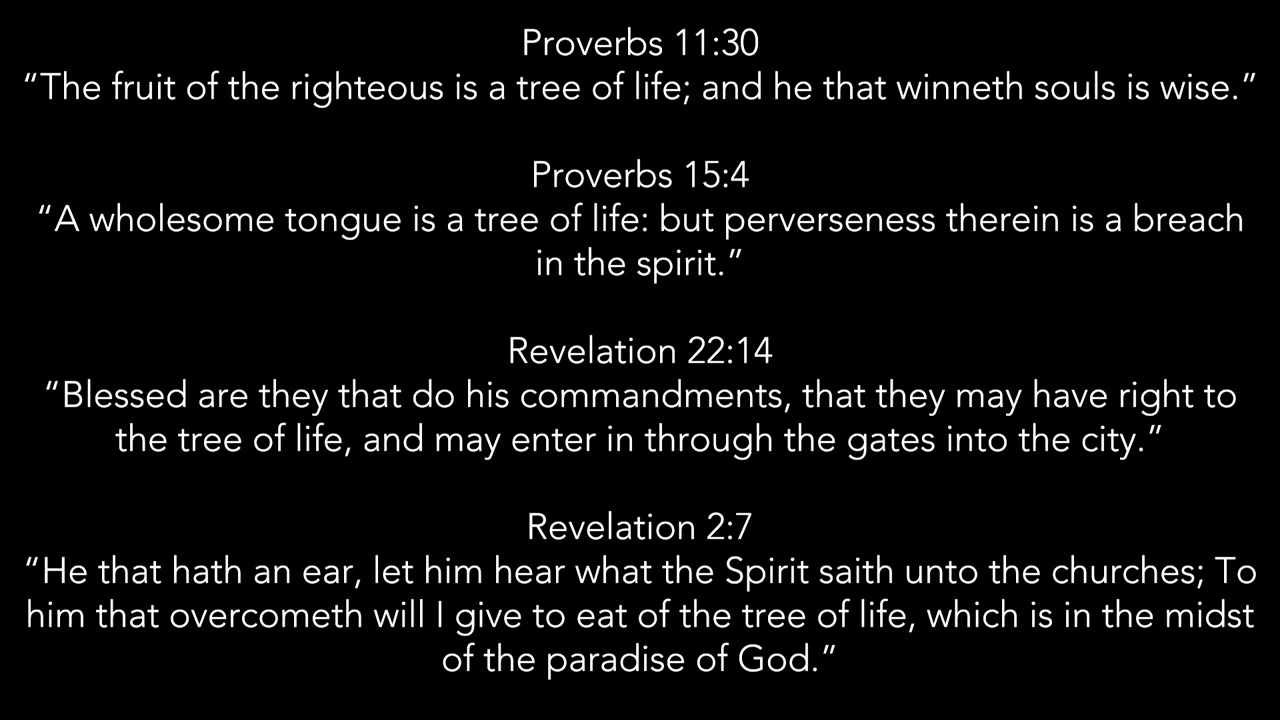 Proverbs 11:30
“The fruit of the righteous is a tree of life; and he that winneth souls is wise.”
Proverbs 15:4
“A wholesome tongue is a tree of life: but perverseness therein is a breach
in the spirit.”
Revelation 22:14
“Blessed are they that do his commandments, that they may have right to
the tree of life, and may enter in through the gates into the city.”
Revelation 2:7
“He that hath an ear, let him hear what the Spirit saith unto the churches; To
him that overcometh will I give to eat of the tree of life, which is in the midst
of the paradise of God.”